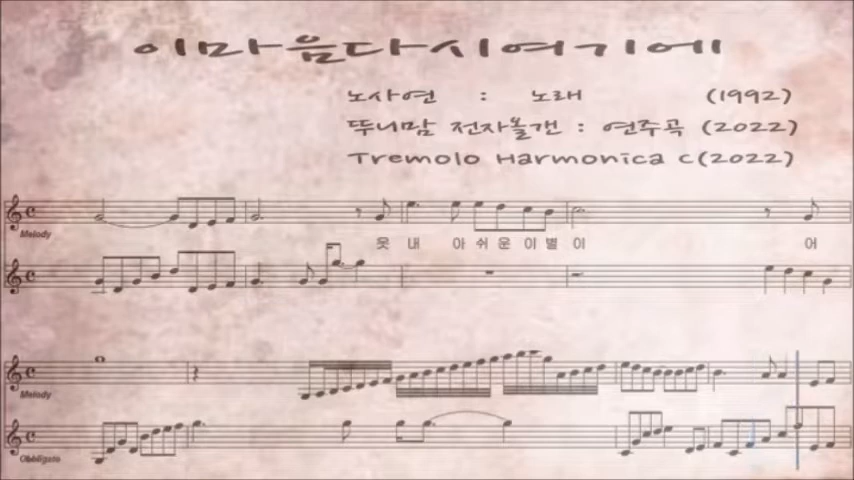 이마음다시여기에
노사연 : 노래 (1992)
뚜니맘 전자올갠 : 연주곡 (2022)
Tremolo Harmonica C(2022)
Melody
못 내 아 쉬 운 이 별 이 어
Melody
Obbligato